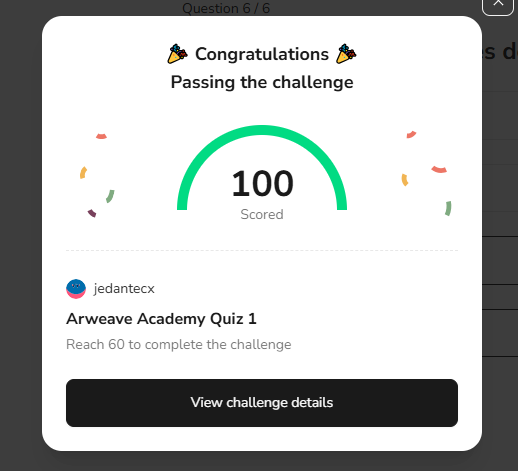 Question 6 / 6
Congratulations
Passing the challenge
s d
100
Scored
jedantecx
Arweave Academy Quiz 1
Reach 60 to complete the challenge
View challenge details